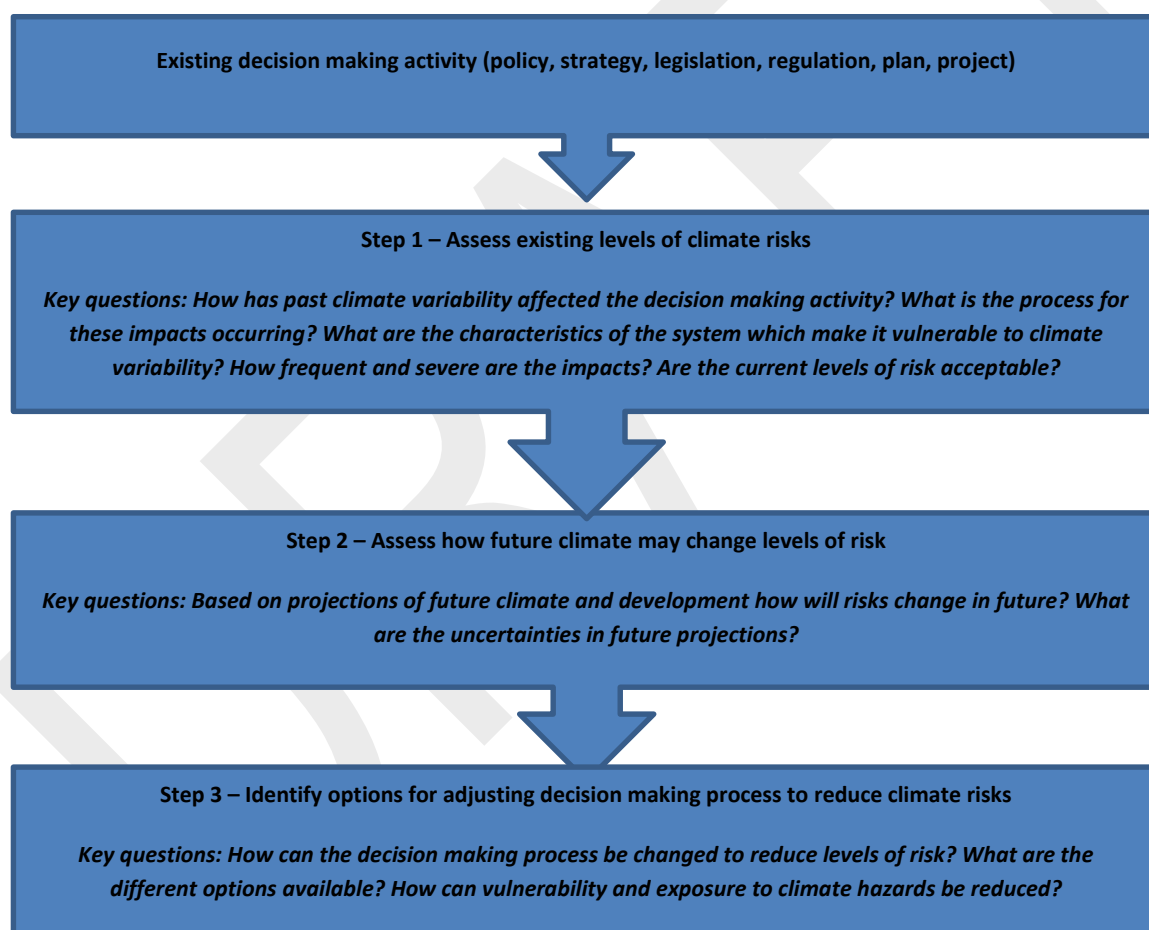 Existing decision making activity (policy, strategy, legislation, regulation, plan, project)
Step 1 – Assess existing levels of climate risks
Key questions: How has past climate variability affected the decision making activity? What is the process for
these impacts occurring? What are the characteristics of the system which make it vulnerable to climate
variability? How frequent and severe are the impacts? Are the current levels of risk acceptable?
Step 2 – Assess how future climate may change levels of risk
Key questions: Based on projections of future climate and development how will risks change in future? What
are the uncertainties in future projections?
Step 3 – Identify options for adjusting decision making process to reduce climate risks
Key questions: How can the decision making process be changed to reduce levels of risk? What are the
different options available? How can vulnerability and exposure to climate hazards be reduced?